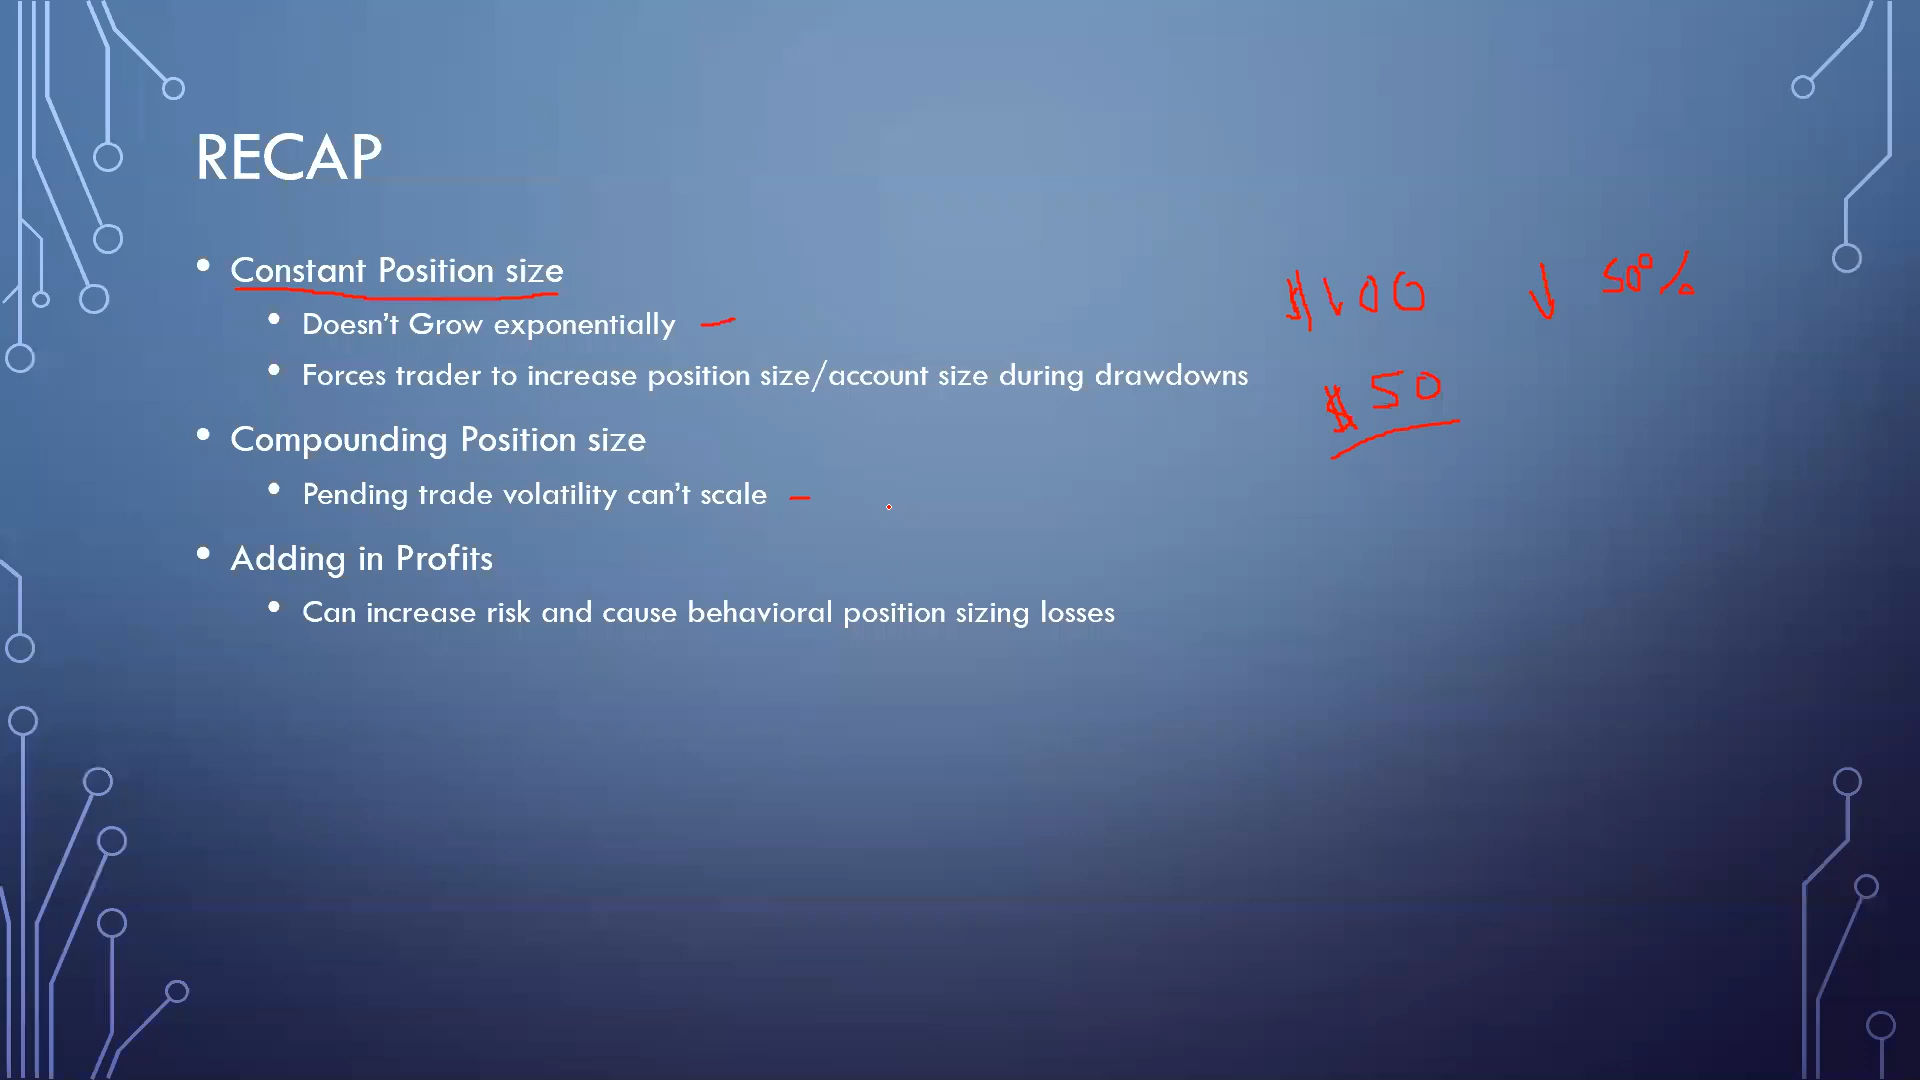 RECAP
• Constant Position size
• Doesn't Grow exponentially
• Forces trader to increase position size/account size during drawdowns
• Compounding Position size
• Pending trade volatility can't scale
• Adding in Profits
• Can increase risk and cause behavioral position sizing losses
$100 ↓ 50%
$50